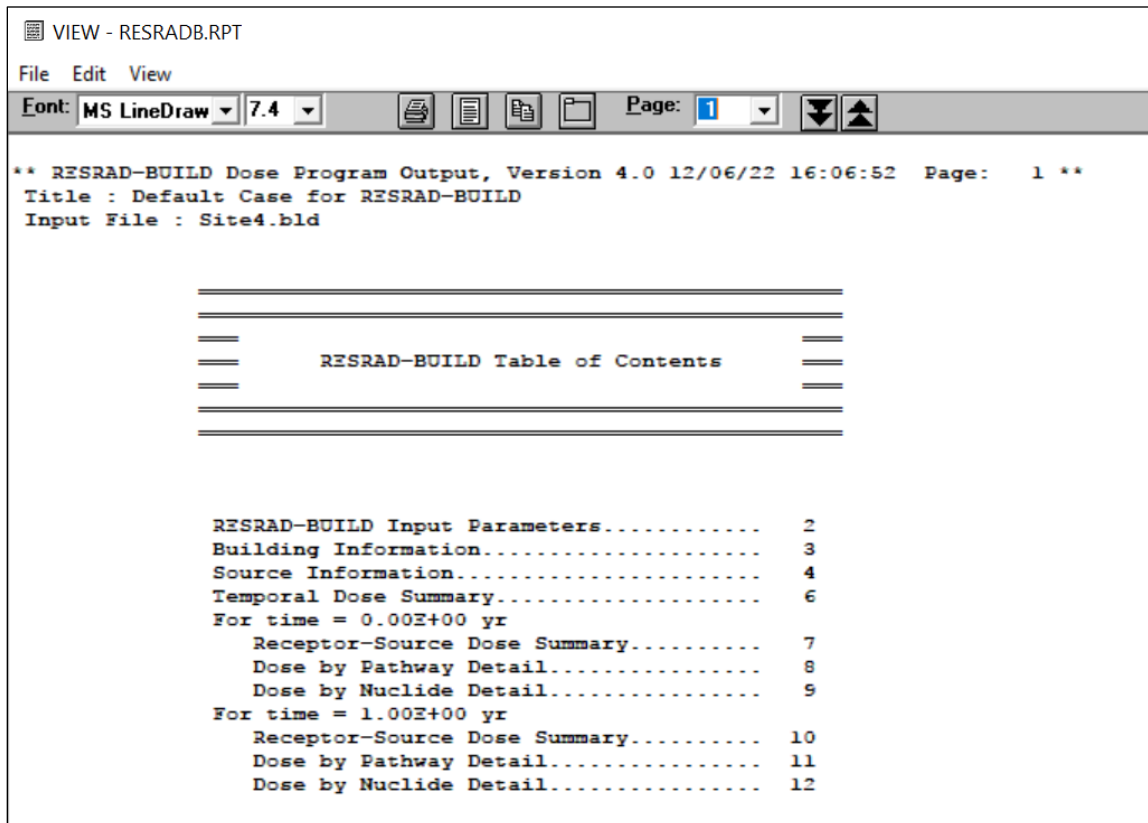 VIEW - RESRADB.RPT
File Edit View
Font: MS LineDraw 7.4 Page: 1
** RESRAD-BUILD Dose Program Output, Version 4.0 12/06/22 16:06:52 Page: 1 **
Title : Default Case for RESRAD-BUILD
Input File : Site4.bld
RESRAD-BUILD Table of Contents
RESRAD-BUILD Input Parameters............ 2
Building Information..................... 3
Source Information....................... 4
Temporal Dose Summary.................... 6
For time = 0.00E+00 yr
Receptor-Source Dose Summary.......... 7
Dose by Pathway Detail................ 8
Dose by Nuclide Detail................ 9
For time = 1.00E+00 yr
Receptor-Source Dose Summary.......... 10
Dose by Pathway Detail................ 11
Dose by Nuclide Detail................ 12